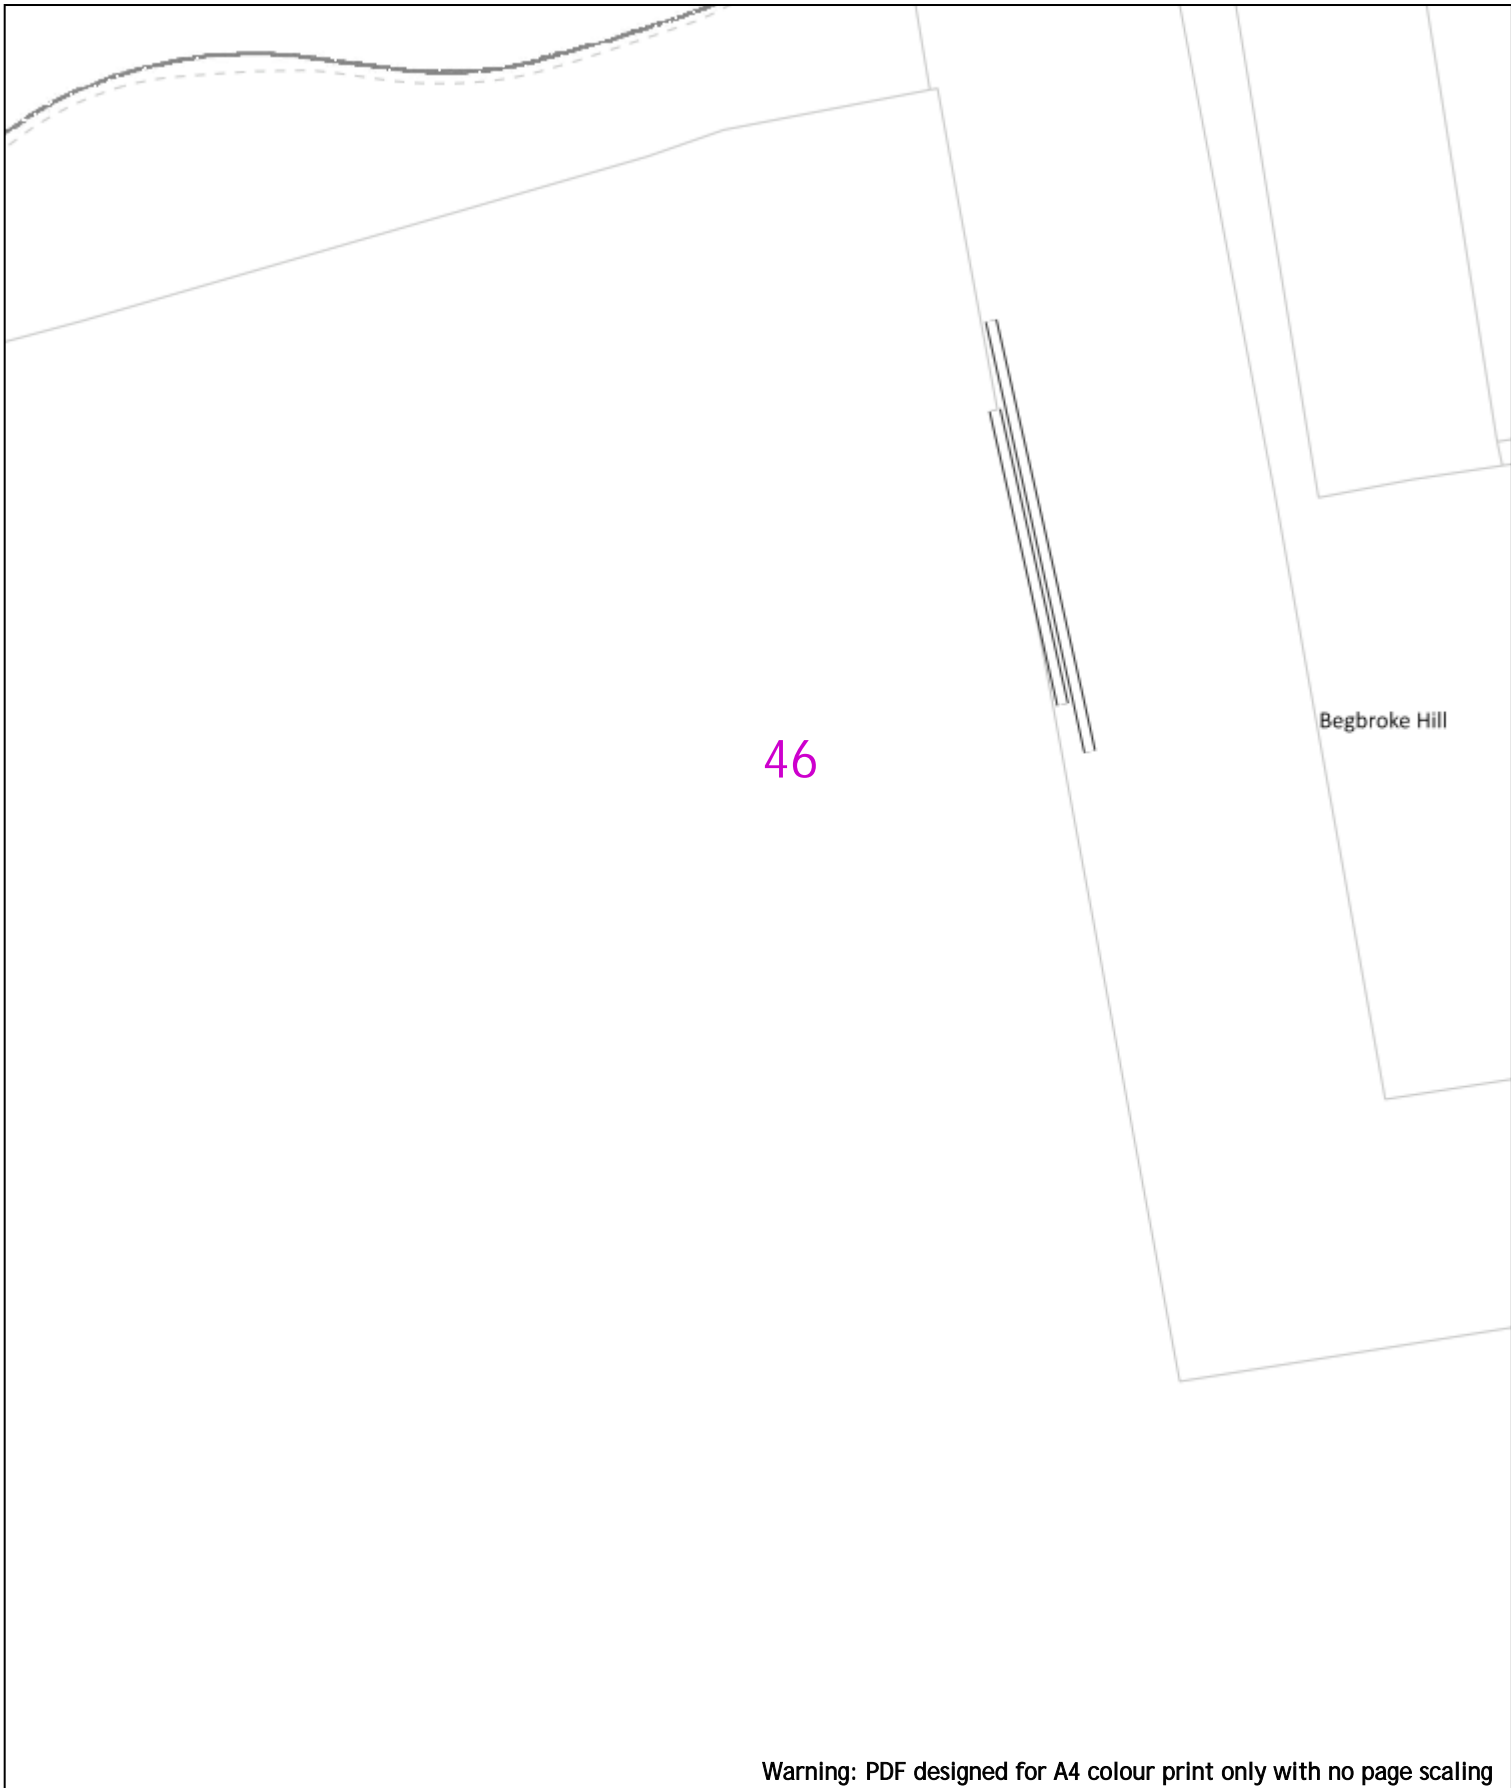 Begbroke Hill
46
Warning: PDF designed for A4 colour print only with no page scaling